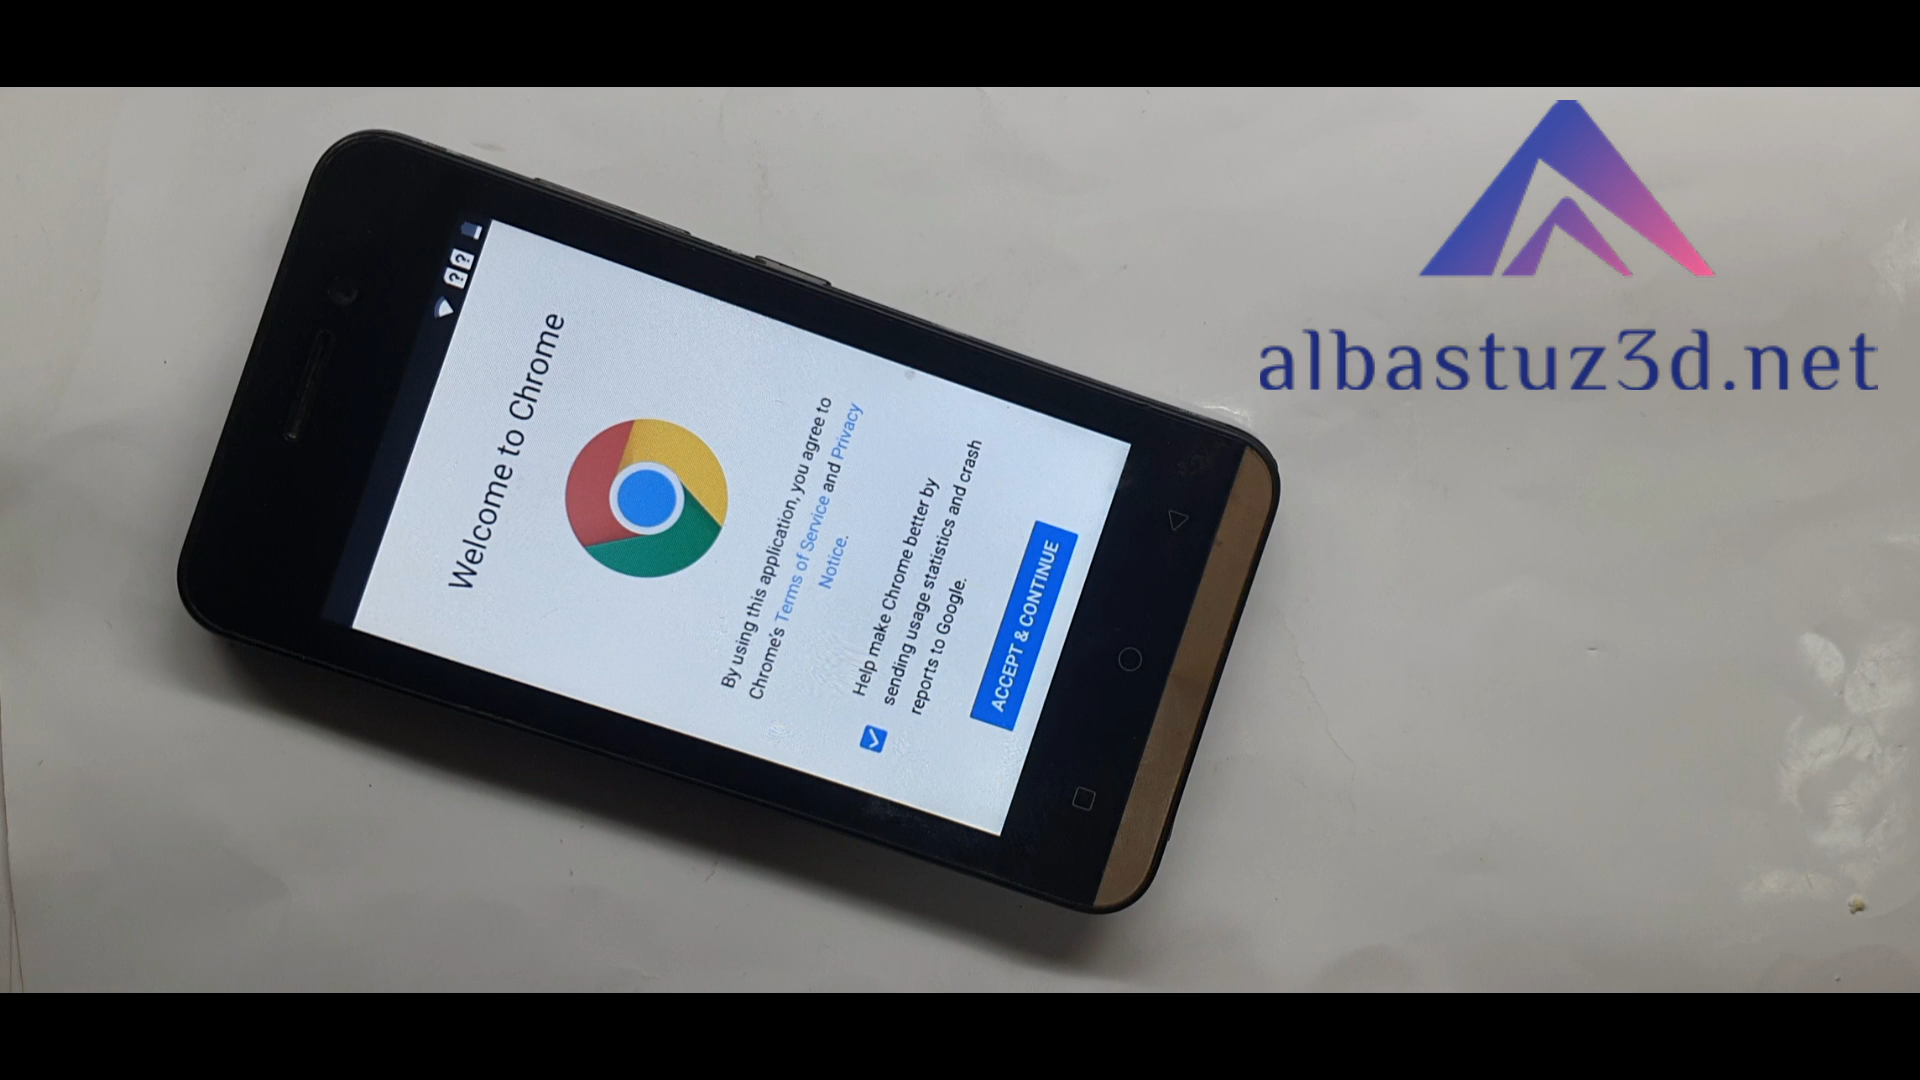 albastuz3d.net
? ?
Welcome to Chrome
By using this application, you agree to
Chrome's Terms of Service and Privacy
Notice.
Help make Chrome better by
sending usage statistics and crash
reports to Google.
ACCEPT & CONTINUE